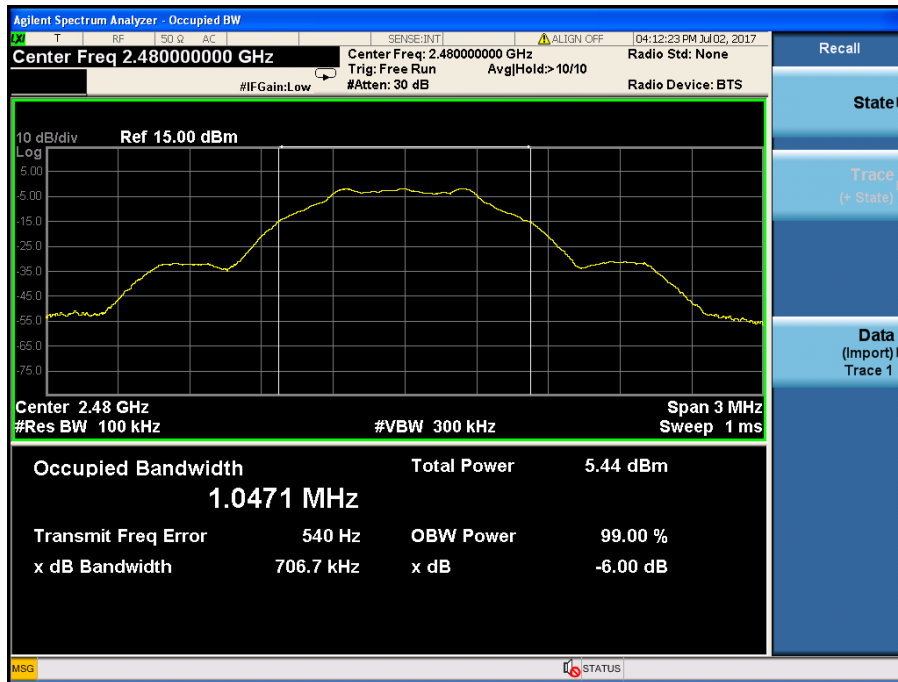 Agilent Spectrum Analyzer - Occupied BW
LXI T RF 50 Ω AC SENSE:INT ALIGN OFF 04:12:23 PM Jul 02, 2017
Center Freq 2.480000000 GHz
Center Freq: 2.480000000 GHz
Radio Std: None
Trig: Free Run Avg|Hold:>10/10
#IFGain:Low
#Atten: 30 dB
Radio Device: BTS
10 dB/div Ref 15.00 dBm
Log
5.00
-5.00
-15.0
-25.0
-35.0
-45.0
-55.0
-65.0
-75.0
Center 2.48 GHz Span 3 MHz
#Res BW 100 kHz #VBW 300 kHz Sweep 1 ms
Occupied Bandwidth Total Power 5.44 dBm
1.0471 MHz
Transmit Freq Error 540 Hz OBW Power 99.00 %
x dB Bandwidth 706.7 kHz x dB -6.00 dB
MSG STATUS
Recall
State
Trace
(+ State)
Data
(Import)
Trace 1